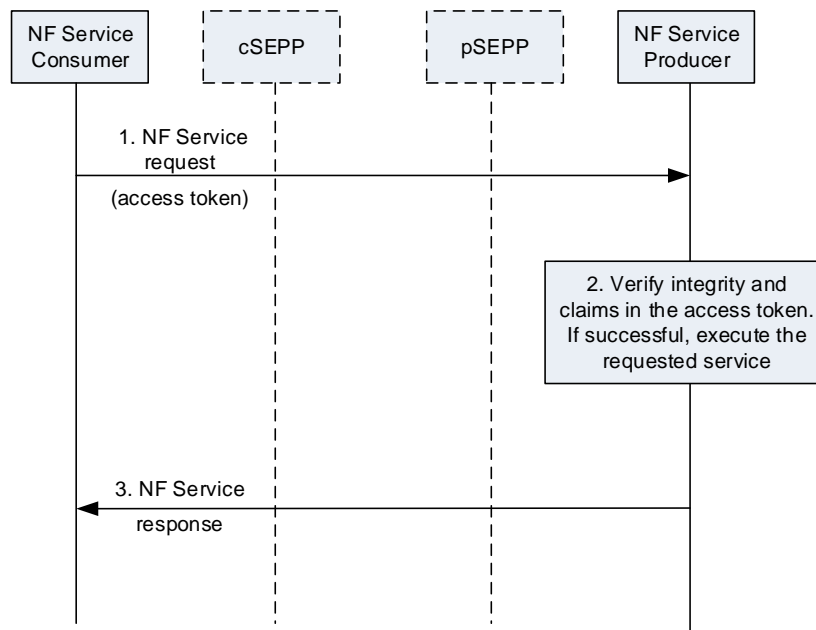 NF Service
Consumer
cSEPP
pSEPP
NF Service
Producer
1. NF Service
request
(access token)
2. Verify integrity and
claims in the access token.
If successful, execute the
requested service
3. NF Service
response